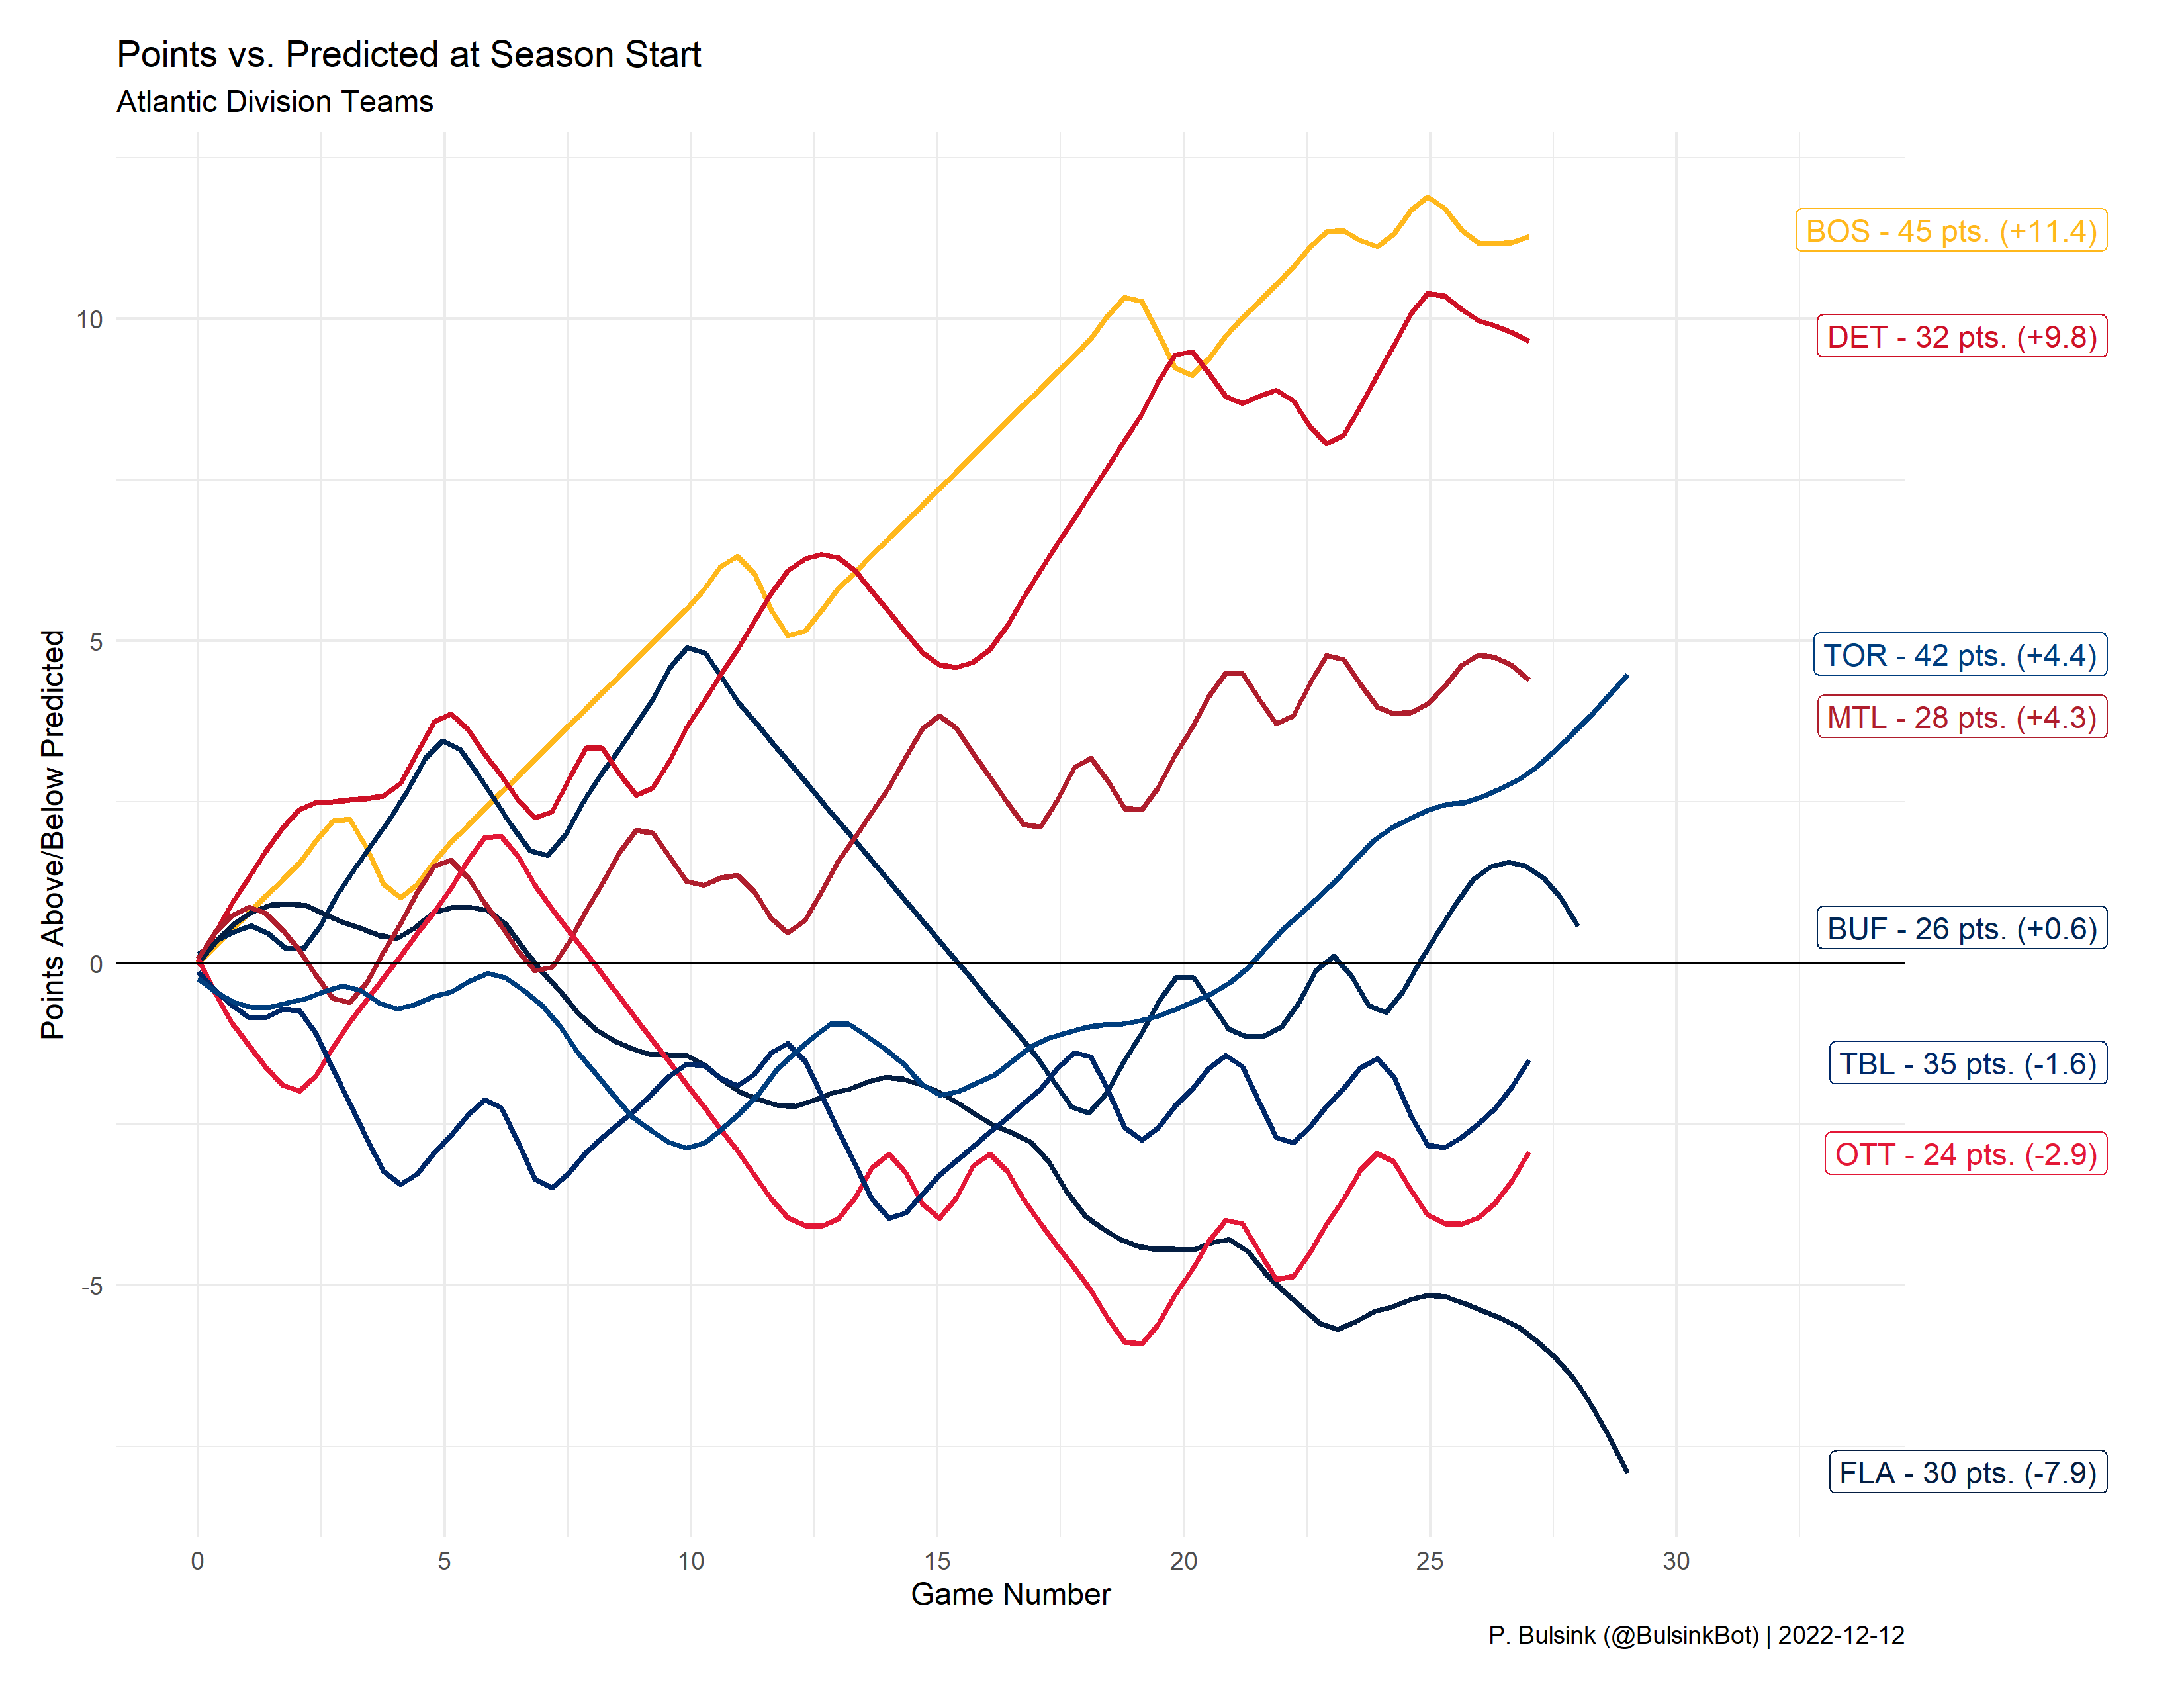 Points vs. Predicted at Season Start
Atlantic Division Teams
Points Above/Below Predicted
10
5
0
-5
BOS - 45 pts. (+11.4)
DET - 32 pts. (+9.8)
TOR - 42 pts. (+4.4)
MTL - 28 pts. (+4.3)
BUF - 26 pts. (+0.6)
TBL - 35 pts. (-1.6)
OTT - 24 pts. (-2.9)
FLA - 30 pts. (-7.9)
0 5 10 15 20 25 30
Game Number
P. Bulsink (@BulsinkBot) | 2022-12-12